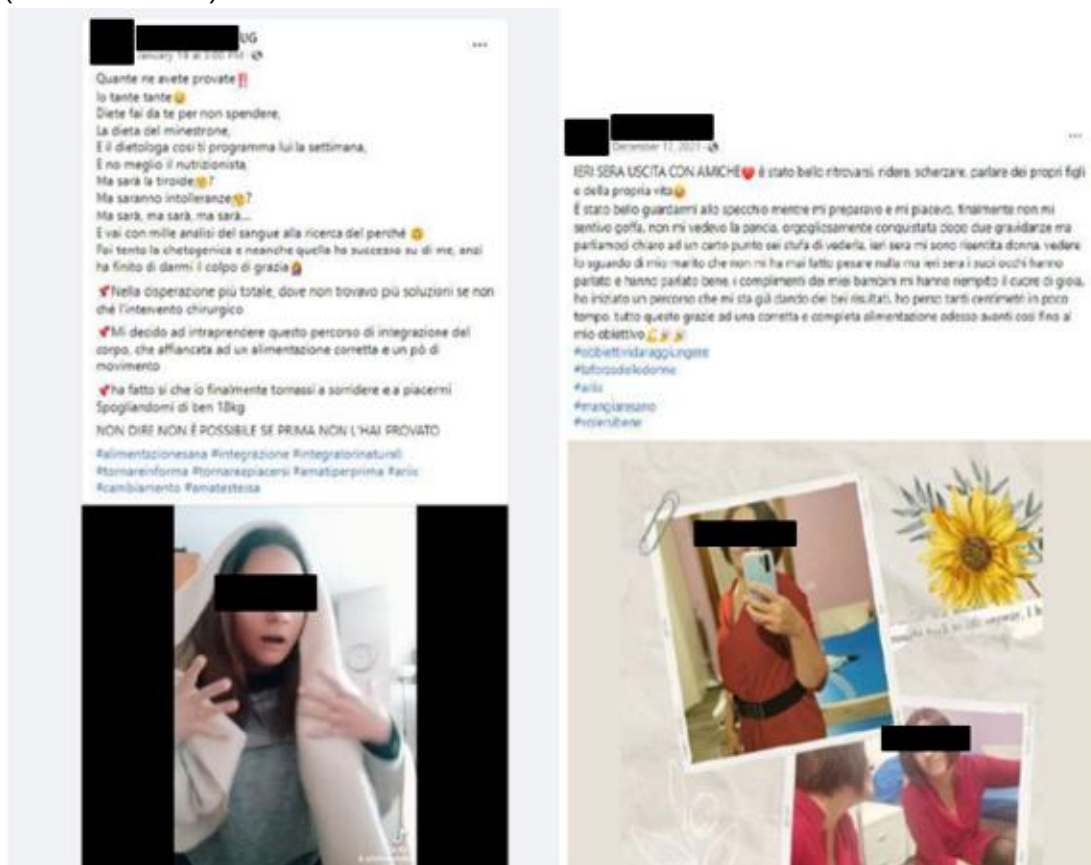 UG
January 19 at 3:00 PM
Quante ne avete provate‼️
Io tante tante😅
Diete fai da te per non spendere,
La dieta del minestrone,
E il dietologa cosi ti programma lui la settimana,
E no meglio il nutrizionista,
Ma sarà la tiroide🤔?
Ma saranno intolleranze🤔?
Ma sarà, ma sarà, ma sarà...
E vai con mille analisi del sangue alla ricerca del perché
Poi tento la chetogenica e neanche quella ho successo su di me, anzi
ha finito di darmi il colpo di grazia
📌Nella disperazione più totale, dove non trovavo più soluzioni se non
ché l'intervento chirurgico
📌Mi decido ad intraprendere questo percorso di integrazione del
corpo, che affiancata ad un alimentazione corretta e un pò di
movimento
📌ha fatto si che io finalmente tornassi a sorridere e a piacermi
Spogliandomi di ben 18kg
NON DIRE NON È POSSIBILE SE PRIMA NON L'HAI PROVATO
#alimentazionesana #integrazione #integratorinaturali
#tornareinforma #tornareapiacersi #amatiperprima #ariix
#cambiamento #amatestessa
December 17, 2021
IERI SERA USCITA CON AMICHE❤️ è stato bello ritrovarsi, ridere, scherzare, parlare dei propri figli
e della propria vita
È stato bello guardarmi allo specchio mentre mi preparavo e mi piacevo, finalmente non mi
sentivo goffa, non mi vedevo la pancia, orgogliosamente conquistata dopo due gravidanze ma
parliamoci chiaro ad un certo punto sei stufa di vederla, ieri sera mi sono risentita donna, vedere
lo sguardo di mio marito che non mi ha mai fatto pesare nulla ma ieri sera i suoi occhi hanno
parlato e hanno parlato bene, i complimenti dei miei bambini mi hanno riempito il cuore di gioia,
ho iniziato un percorso che mi sta già dando dei bei risultati, ho perso tanti centimetri in poco
tempo, tutto questo grazie ad una corretta e completa alimentazione adesso avanti così fino al
mio obiettivo💪🎉🎉
#obbiettividaraggiungere
#laforzadelledonne
#ariix
#mangiaresano
#volersibene